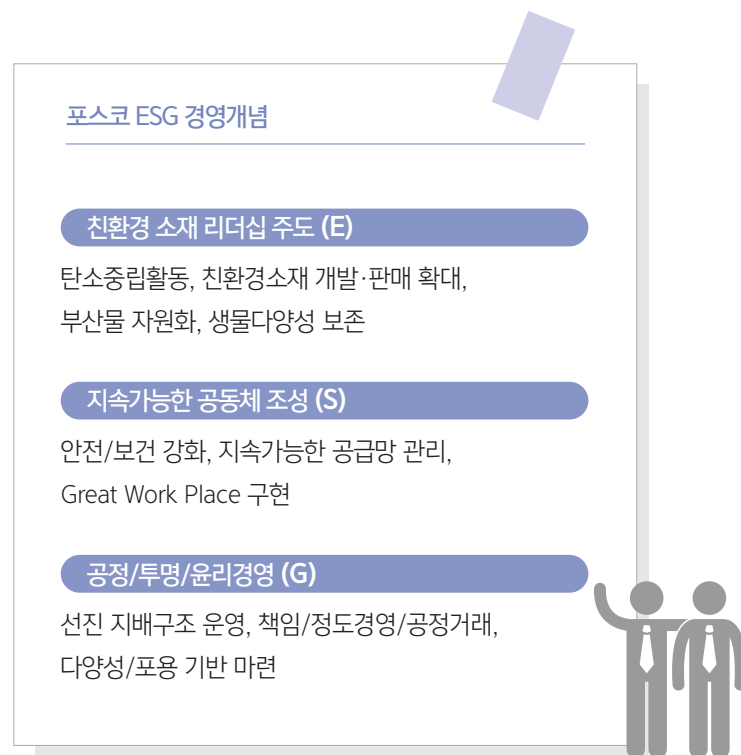 포스코 ESG 경영개념
친환경 소재 리더십 주도 (E)
탄소중립활동, 친환경소재 개발·판매 확대,
부산물 자원화, 생물다양성 보존
지속가능한 공동체 조성 (S)
안전/보건 강화, 지속가능한 공급망 관리,
Great Work Place 구현
공정/투명/윤리경영 (G)
선진 지배구조 운영, 책임/정도경영/공정거래,
다양성/포용 기반 마련